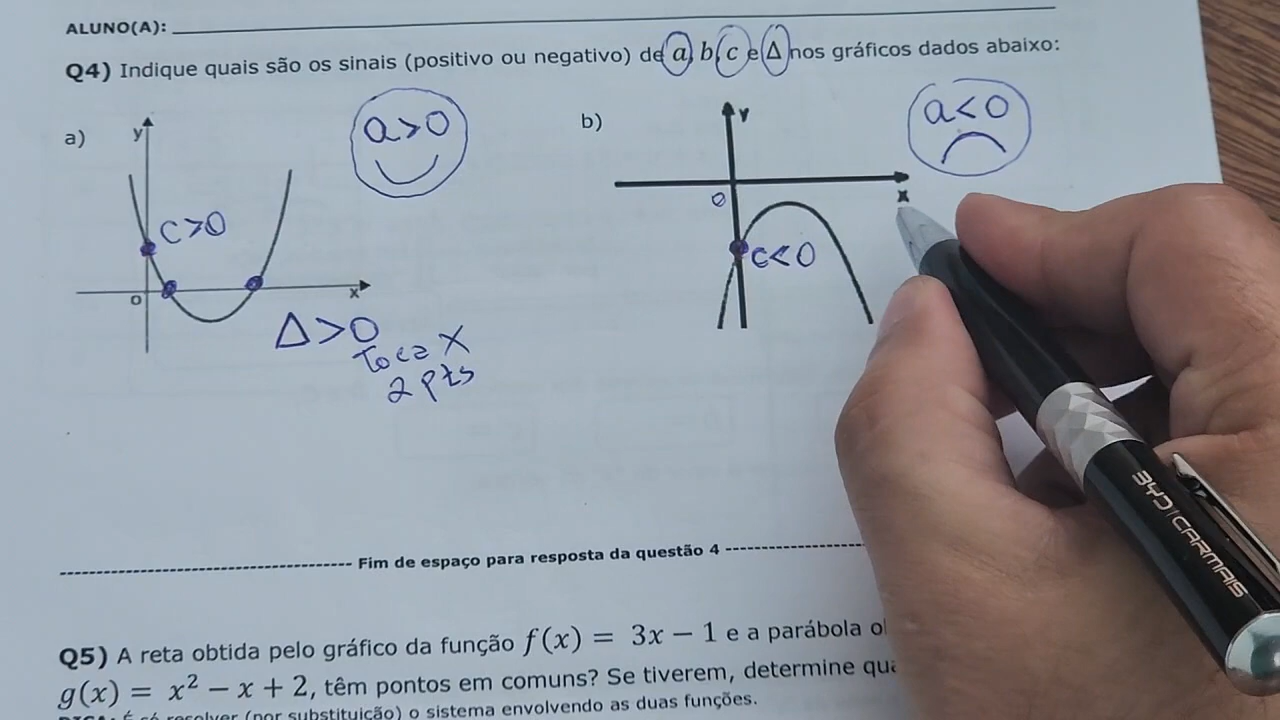 ALUNO(A):
Q4) Indique quais são os sinais (positivo ou negativo) de a, b, c e Δ nos gráficos dados abaixo:
a)
y
a>0
c>0
0
x
Δ>0
Toca X
2 pts
b)
y
a<0
0
x
c<0
BYD|CARMAIS
Fim de espaço para resposta da questão 4
Q5) A reta obtida pelo gráfico da função f(x) = 3x − 1 e a parábola
g(x) = x² − x + 2, têm pontos em comuns? Se tiverem, determine
É só resolver (por substituição) o sistema envolvendo as duas funções.